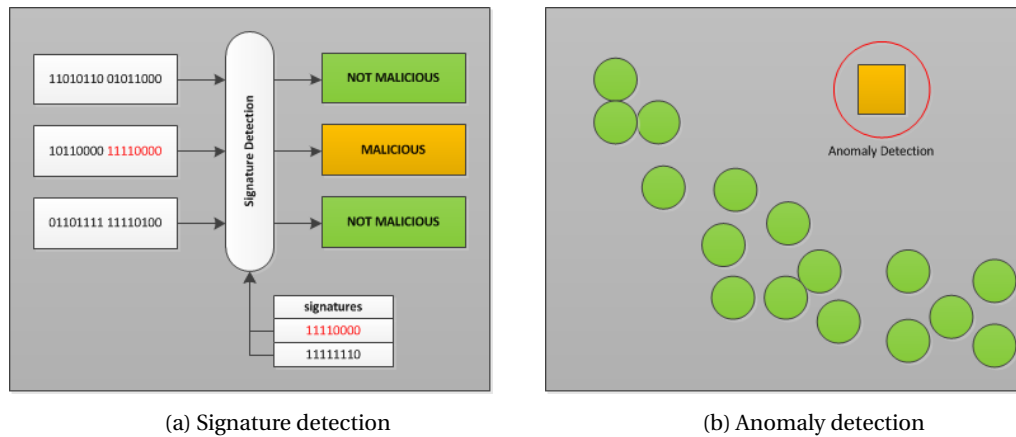 11010110 01011000
10110000 11110000
01101111 11110100
Signature Detection
NOT MALICIOUS
MALICIOUS
NOT MALICIOUS
signatures
11110000
11111110
(a) Signature detection
Anomaly Detection
(b) Anomaly detection